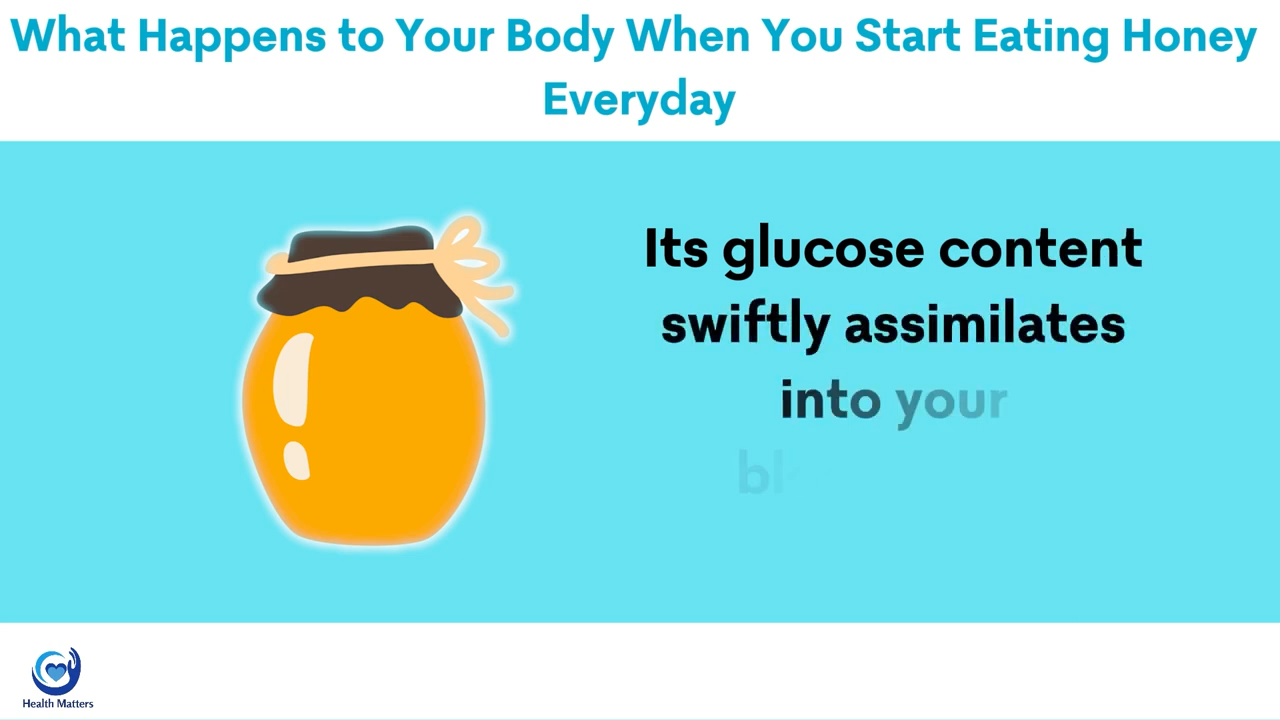 What Happens to Your Body When You Start Eating Honey
Everyday
Its glucose content
swiftly assimilates
into your
Health Matters